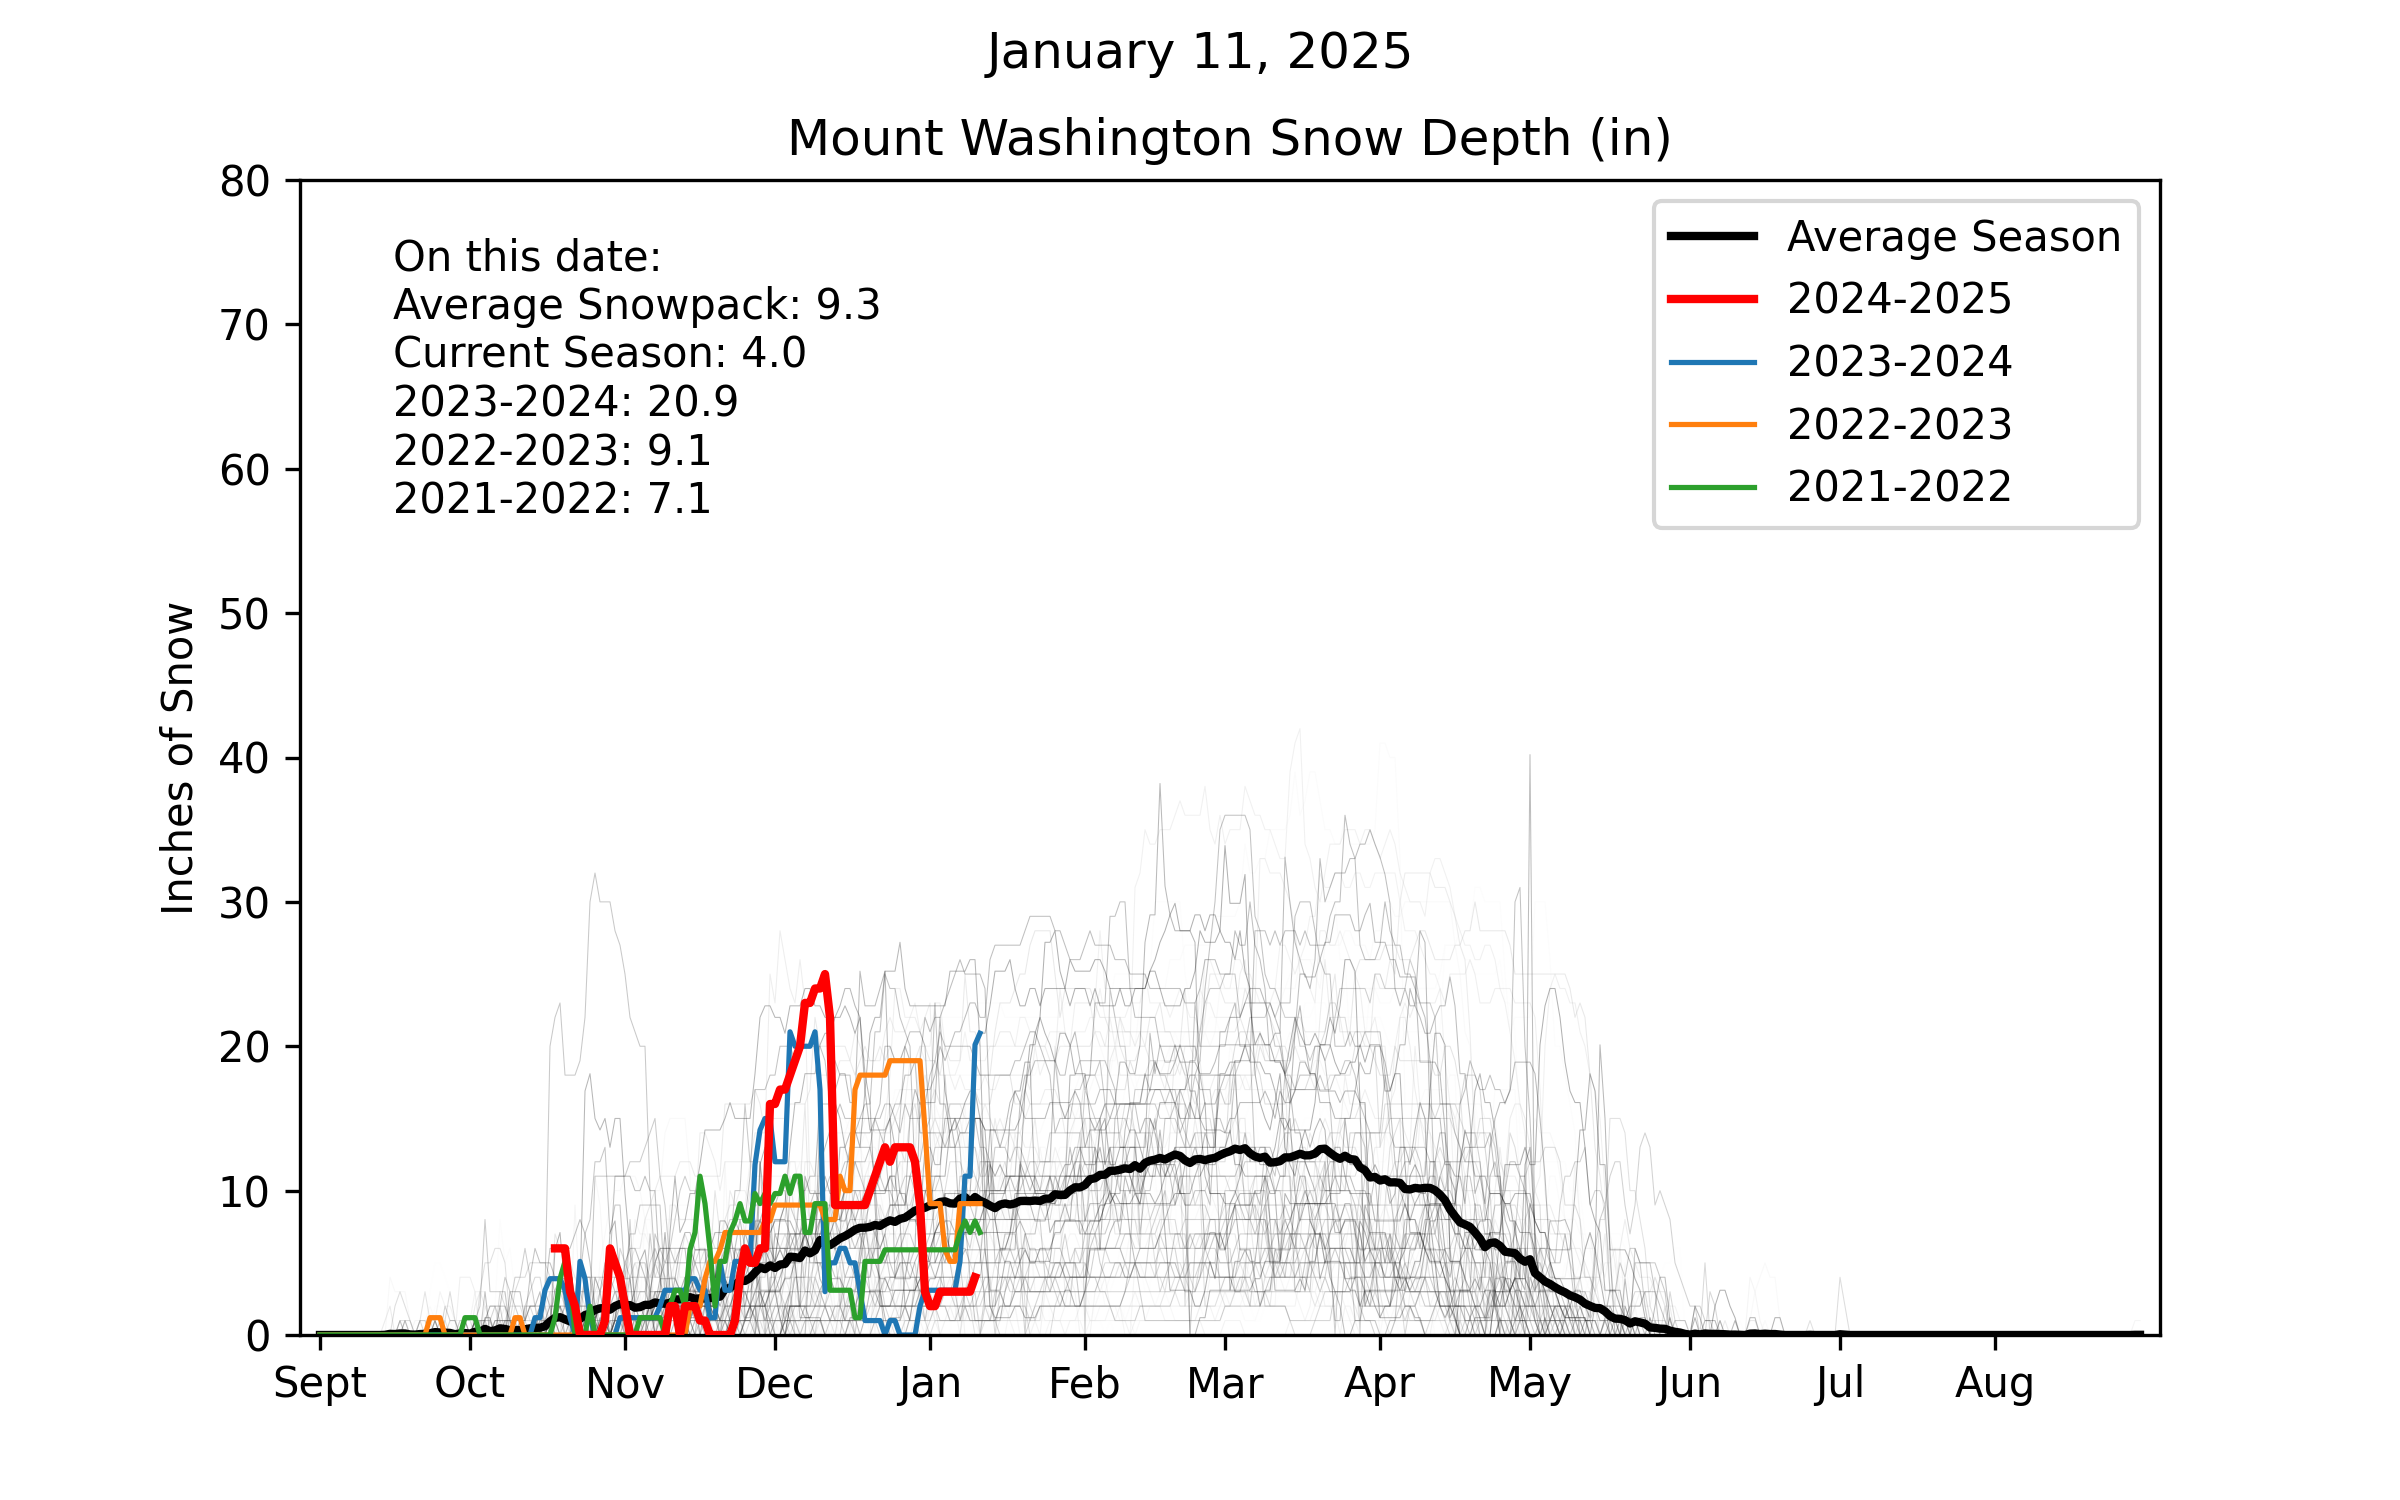 January 11, 2025
Mount Washington Snow Depth (in)
80
70
60
50
40
30
20
10
0
Inches of Snow
On this date:
Average Snowpack: 9.3
Current Season: 4.0
2023-2024: 20.9
2022-2023: 9.1
2021-2022: 7.1
Average Season
2024-2025
2023-2024
2022-2023
2021-2022
Sept Oct Nov Dec Jan Feb Mar Apr May Jun Jul Aug